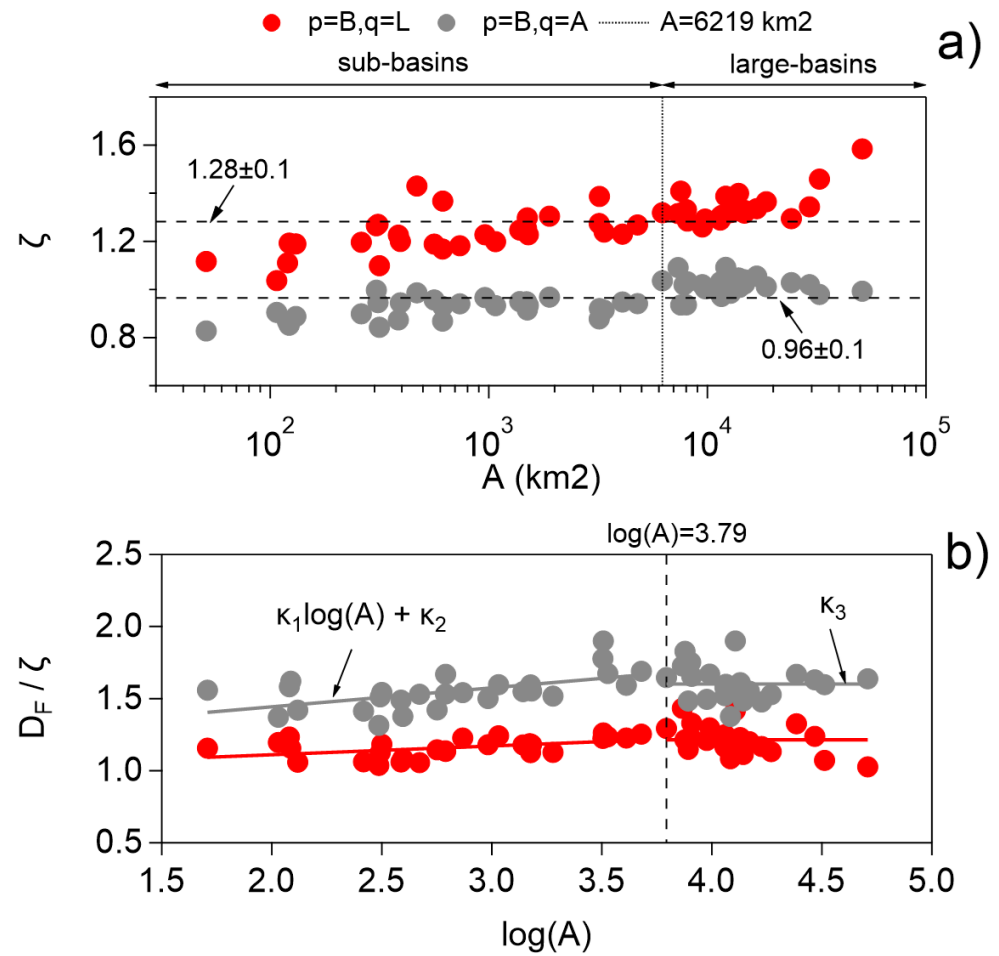 p=B,q=L p=B,q=A A=6219 km2
a)
sub-basins large-basins
1.6
1.2
0.8
ζ
1.28±0.1
0.96±0.1
10² 10³ 10⁴ 10⁵
A (km2)
log(A)=3.79
b)
2.5
2.0
1.5
1.0
0.5
D_F / ζ
κ₁log(A) + κ₂
κ₃
1.5 2.0 2.5 3.0 3.5 4.0 4.5 5.0
log(A)